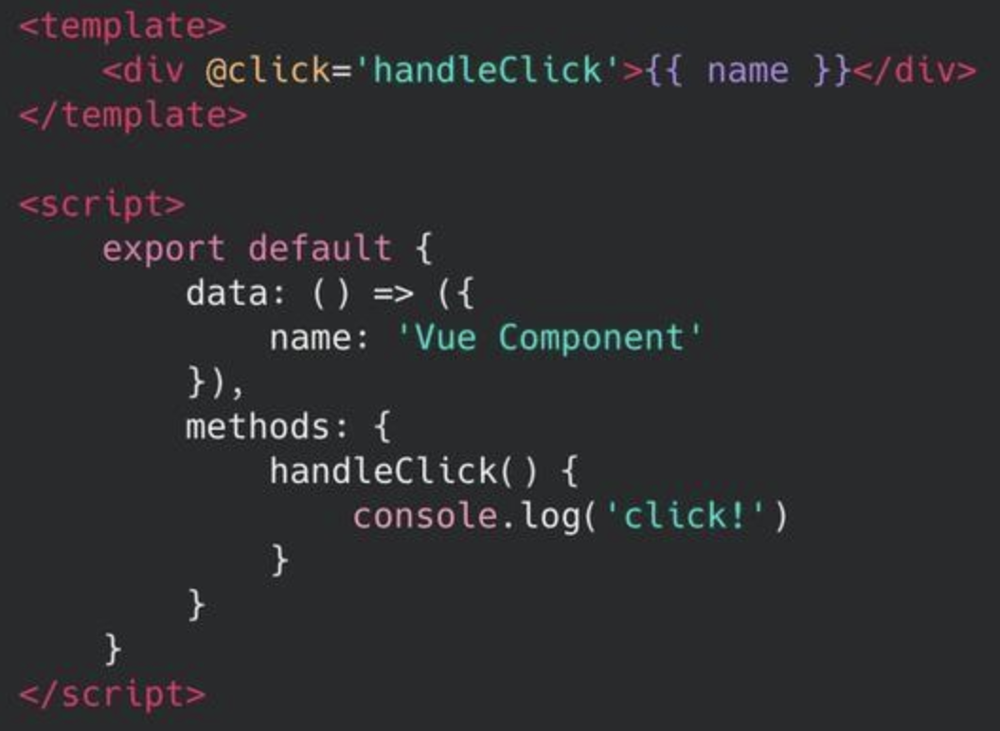 <template>
    <div @click='handleClick'>{{ name }}</div>
</template>

<script>
    export default {
        data: () => ({
            name: 'Vue Component'
        }),
        methods: {
            handleClick() {
                console.log('click!')
            }
        }
    }
</script>